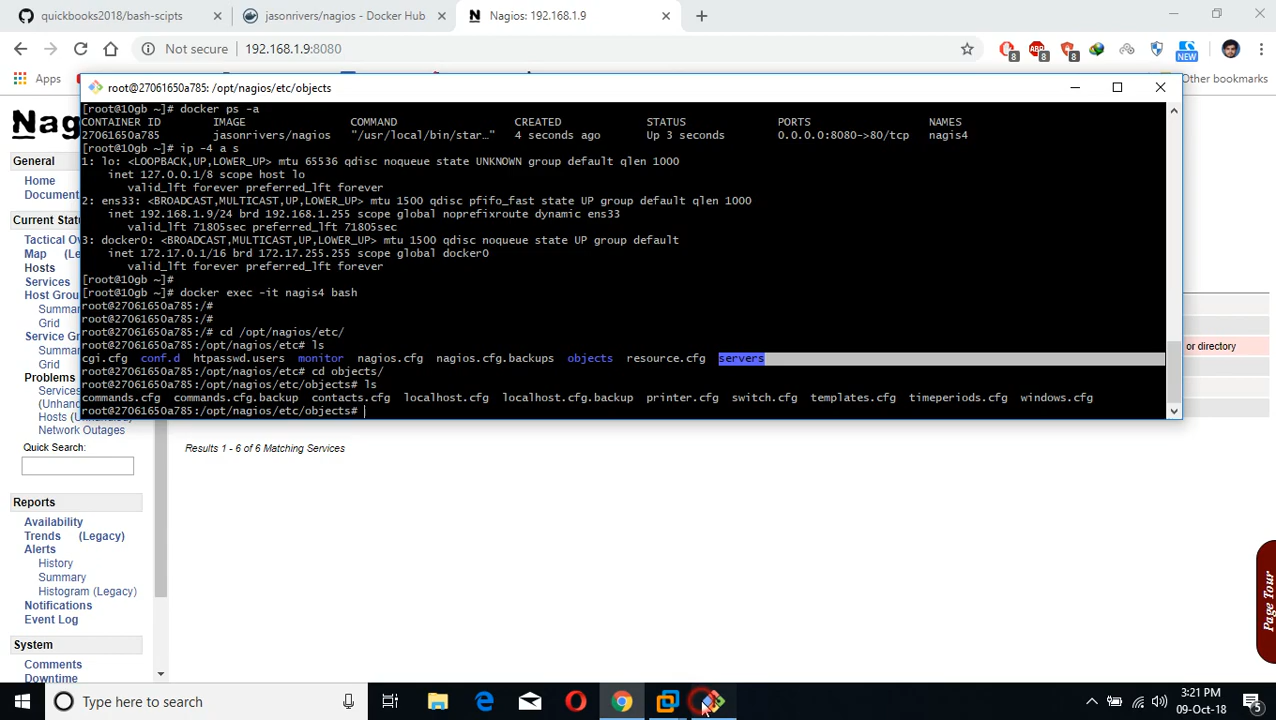 quickbooks2018/bash-scipts
jasonrivers/nagios - Docker Hub
Nagios: 192.168.1.9
Not secure
192.168.1.9:8080
8
8
8
NEW
Apps
Other bookmarks
root@27061650a785: /opt/nagios/etc/objects
[root@10gb ~]# docker ps -a
CONTAINER ID IMAGE COMMAND CREATED STATUS PORTS NAMES
27061650a785 jasonrivers/nagios "/usr/local/bin/star…" 4 seconds ago Up 3 seconds 0.0.0.0:8080->80/tcp nagis4
[root@10gb ~]# ip -4 a s
1: lo: <LOOPBACK,UP,LOWER_UP> mtu 65536 qdisc noqueue state UNKNOWN group default qlen 1000
inet 127.0.0.1/8 scope host lo
valid_lft forever preferred_lft forever
2: ens33: <BROADCAST,MULTICAST,UP,LOWER_UP> mtu 1500 qdisc pfifo_fast state UP group default qlen 1000
inet 192.168.1.9/24 brd 192.168.1.255 scope global noprefixroute dynamic ens33
valid_lft 71805sec preferred_lft 71805sec
3: docker0: <BROADCAST,MULTICAST,UP,LOWER_UP> mtu 1500 qdisc noqueue state UP group default
inet 172.17.0.1/16 brd 172.17.255.255 scope global docker0
valid_lft forever preferred_lft forever
[root@10gb ~]#
[root@10gb ~]# docker exec -it nagis4 bash
root@27061650a785:/#
root@27061650a785:/#
root@27061650a785:/# cd /opt/nagios/etc/
root@27061650a785:/opt/nagios/etc# ls
cgi.cfg conf.d htpasswd.users monitor nagios.cfg nagios.cfg.backups objects resource.cfg servers
root@27061650a785:/opt/nagios/etc# cd objects/
root@27061650a785:/opt/nagios/etc/objects# ls
commands.cfg commands.cfg.backup contacts.cfg localhost.cfg localhost.cfg.backup printer.cfg switch.cfg templates.cfg timeperiods.cfg windows.cfg
root@27061650a785:/opt/nagios/etc/objects#
Nag
General
Home
Document
Current Stat
Tactical Ov
Map (Le
Hosts
Services
Host Grou
Summar
Grid
Service Gr
Summar
Grid
Problems
Services
(Unhand
Hosts (Unhandled)
Network Outages
Quick Search:
or directory
Results 1 - 6 of 6 Matching Services
Reports
Availability
Trends (Legacy)
Alerts
History
Summary
Histogram (Legacy)
Notifications
Event Log
System
Comments
Downtime
Page Tour
Type here to search
3:21 PM
09-Oct-18
5